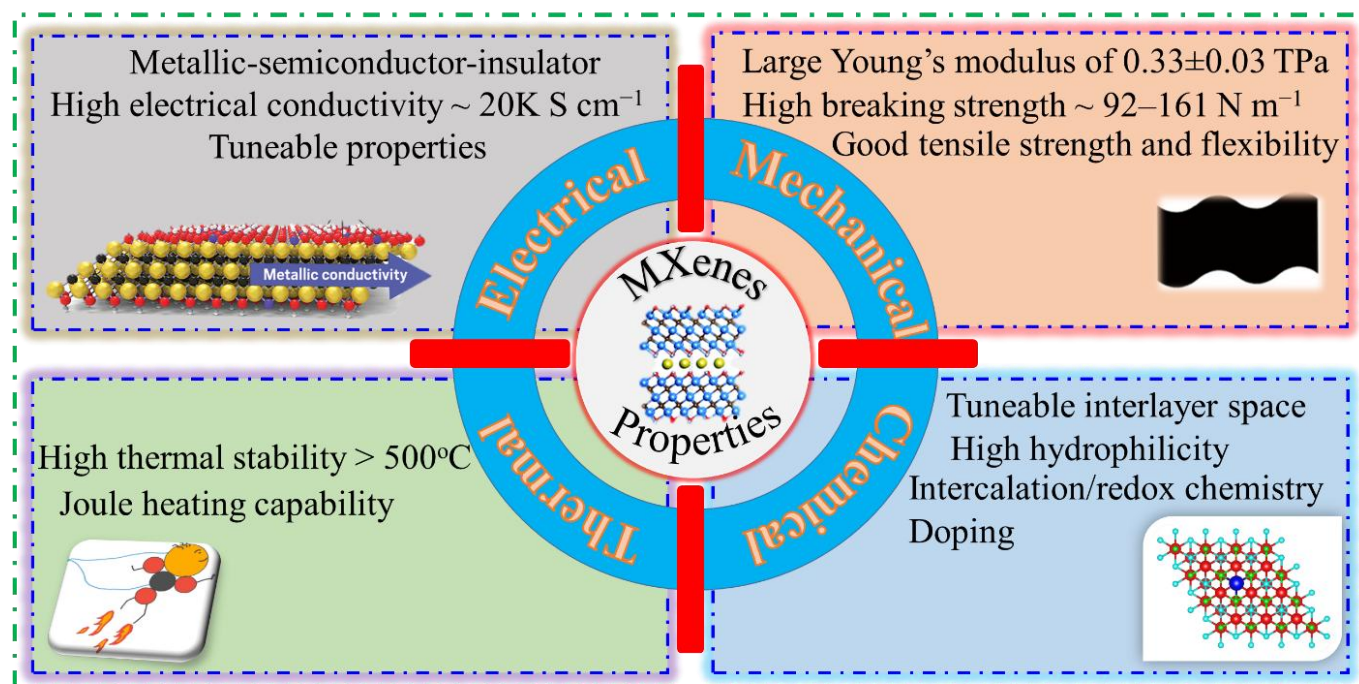 Metallic-semiconductor-insulator
High electrical conductivity ~ 20K S cm⁻¹
Tuneable properties
Metallic conductivity
Electrical
Large Young’s modulus of 0.33±0.03 TPa
High breaking strength ~ 92–161 N m⁻¹
Good tensile strength and flexibility
Mechanical
MXenes
Properties
High thermal stability > 500°C
Joule heating capability
Thermal
Tuneable interlayer space
High hydrophilicity
Intercalation/redox chemistry
Doping
Chemical